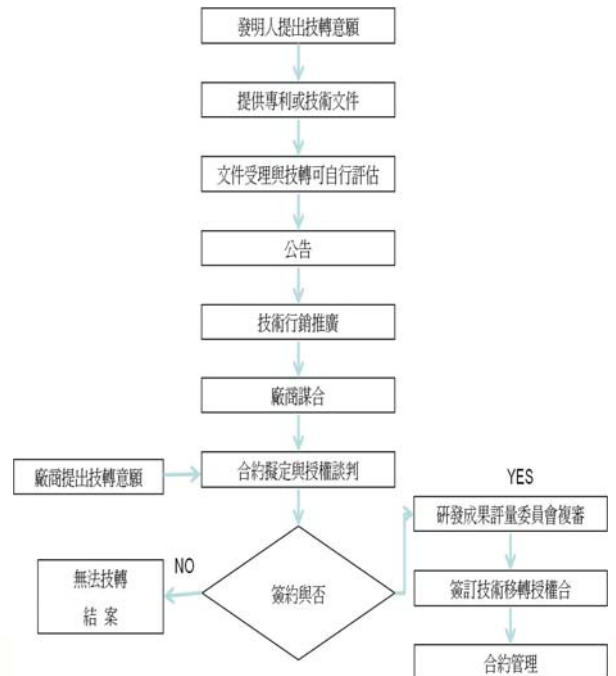 發明人提出技轉意願
提供專利或技術文件
文件受理與技轉可自行評估
公告
技術行銷推廣
廠商謀合
廠商提出技轉意願
合約擬定與授權談判
YES
研發成果評量委員會複審
NO
無法技轉
結 案
簽約與否
簽訂技術移轉授權合
合約管理